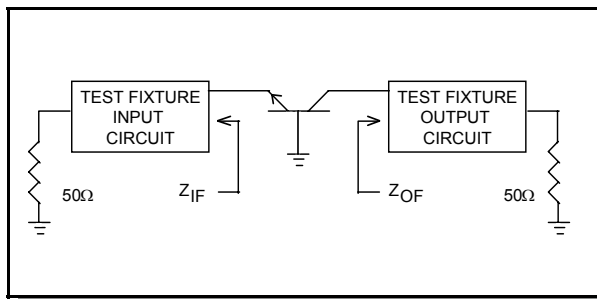 TEST FIXTURE
INPUT
CIRCUIT
TEST FIXTURE
OUTPUT
CIRCUIT
50Ω
ZIF
ZOF
50Ω